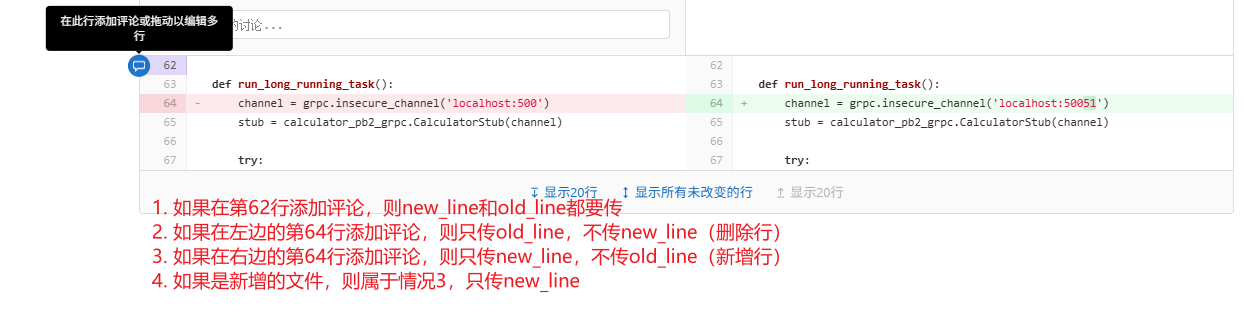 在此行添加评论或拖动以编辑多
行
的讨论 ...
62 62
63 def run_long_running_task(): 63 def run_long_running_task():
64 - channel = grpc.insecure_channel('localhost:500') 64 + channel = grpc.insecure_channel('localhost:50051')
65 stub = calculator_pb2_grpc.CalculatorStub(channel) 65 stub = calculator_pb2_grpc.CalculatorStub(channel)
66 66
67 try: 67 try:
显示20行 显示所有未改变的行 显示20行
1. 如果在第62行添加评论，则new_line和old_line都要传
2. 如果在左边的第64行添加评论，则只传old_line，不传new_line（删除行）
3. 如果在右边的第64行添加评论，则只传new_line，不传old_line（新增行）
4. 如果是新增的文件，则属于情况3，只传new_line